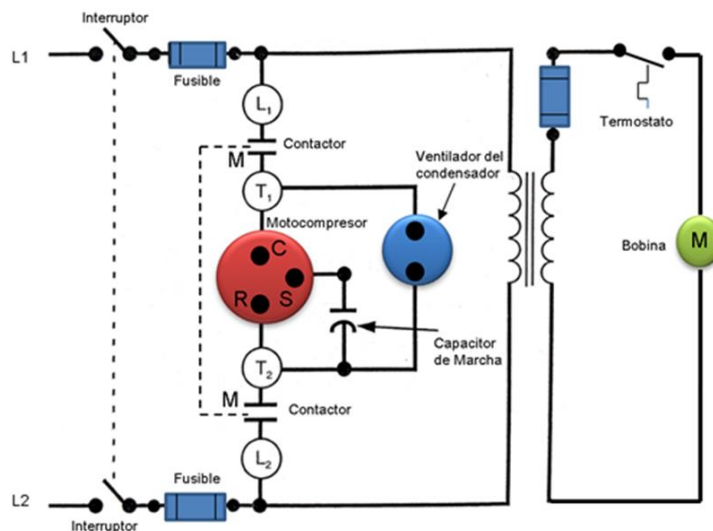 Interruptor
L1
Fusible
L1
Contactor
M
T1
Motocompresor
C
S
R
Ventilador del
condensador
Termostato
Bobina
M
Capacitor
de Marcha
T2
M
Contactor
L2
Fusible
L2
Interruptor